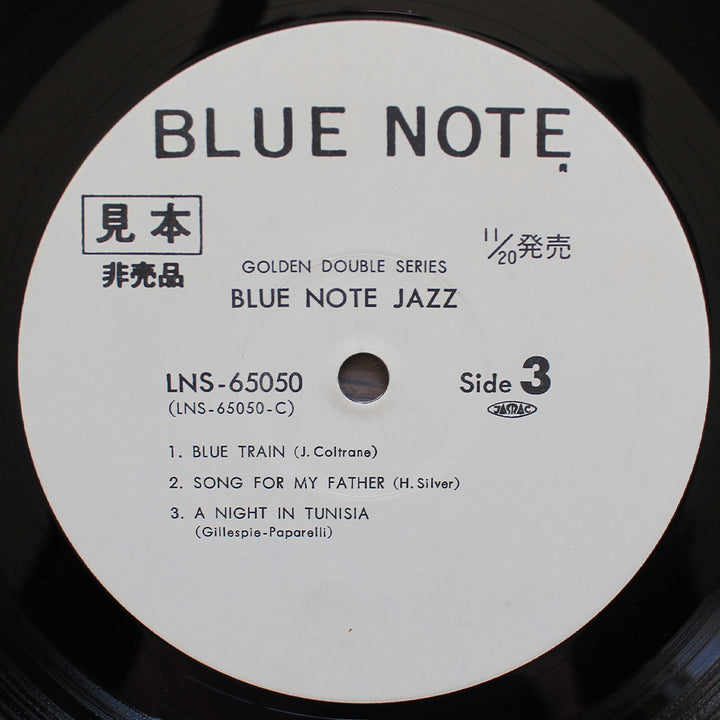 BLUE NOTE
R
見本
非売品
11/20発売
GOLDEN DOUBLE SERIES
BLUE NOTE JAZZ
LNS-65050
(LNS-65050-C)
Side 3
JASRAC
1. BLUE TRAIN (J. Coltrane)
2. SONG FOR MY FATHER (H. Silver)
3. A NIGHT IN TUNISIA
(Gillespie-Paparelli)